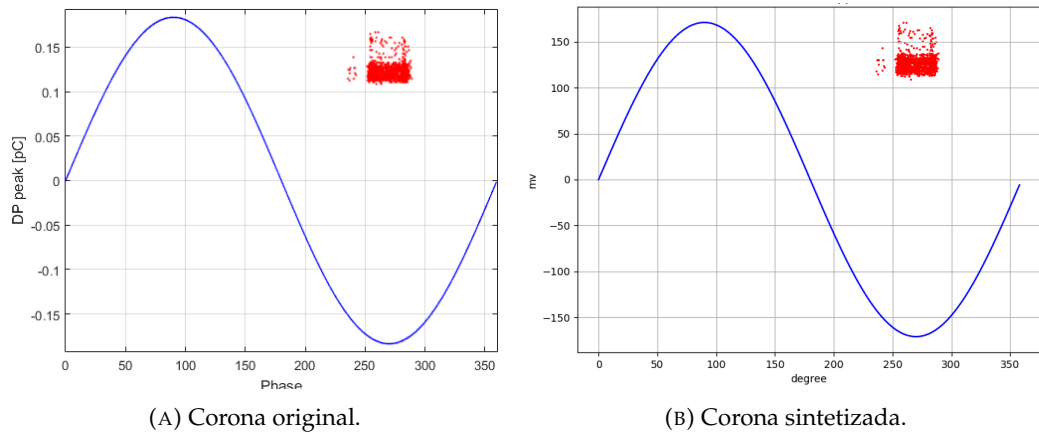 0.15
0.1
0.05
0
-0.05
-0.1
-0.15
DP peak [pC]
0 50 100 150 200 250 300 350
Phase
(A) Corona original.
150
100
50
0
−50
−100
−150
mv
0 50 100 150 200 250 300 350
degree
(B) Corona sintetizada.